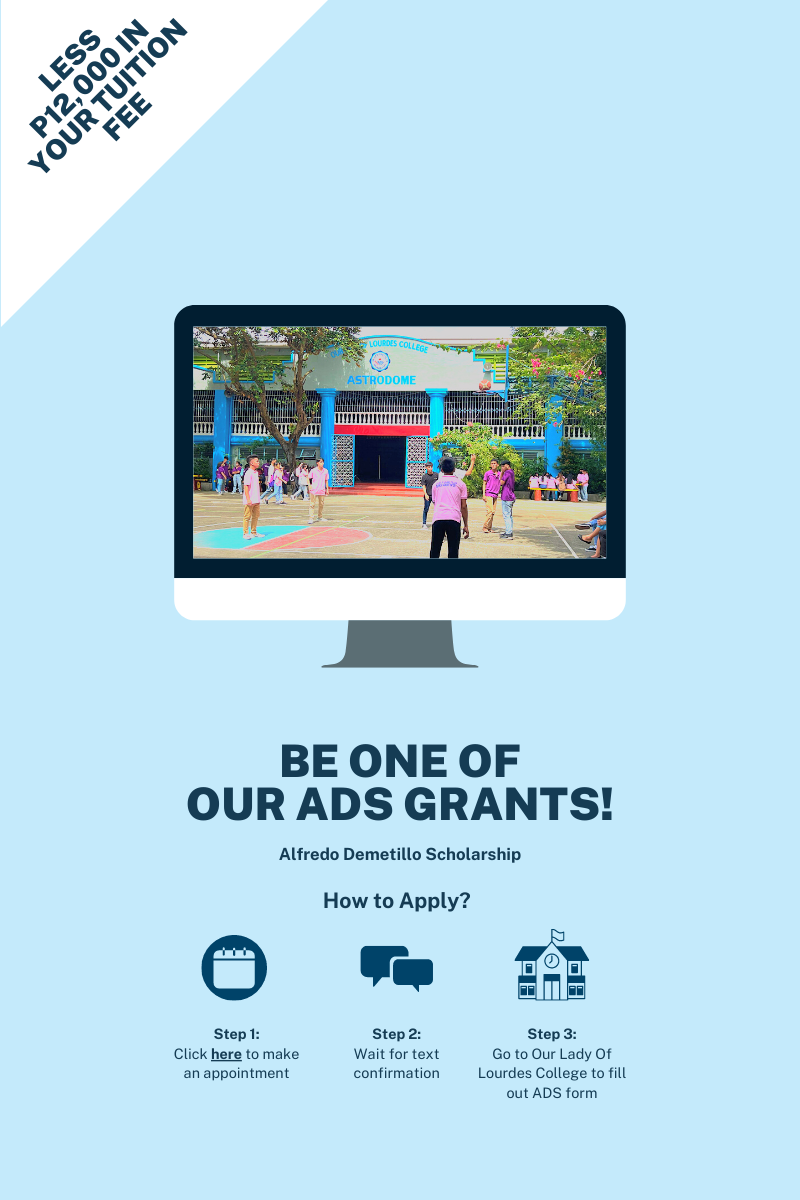 LESS
P12,000 IN
YOUR TUITION
FEE
OF LOURDES COLLEGE
ASTRODOME
BE ONE OF
OUR ADS GRANTS!
Alfredo Demetillo Scholarship
How to Apply?
Step 1:
Click here to make
an appointment
Step 2:
Wait for text
confirmation
Step 3:
Go to Our Lady Of
Lourdes College to fill
out ADS form